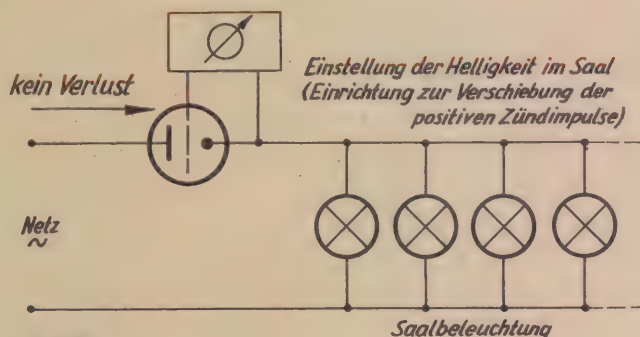 kein Verlust
Einstellung der Helligkeit im Saal
(Einrichtung zur Verschiebung der
positiven Zündimpulse)
Netz
~
Saalbeleuchtung